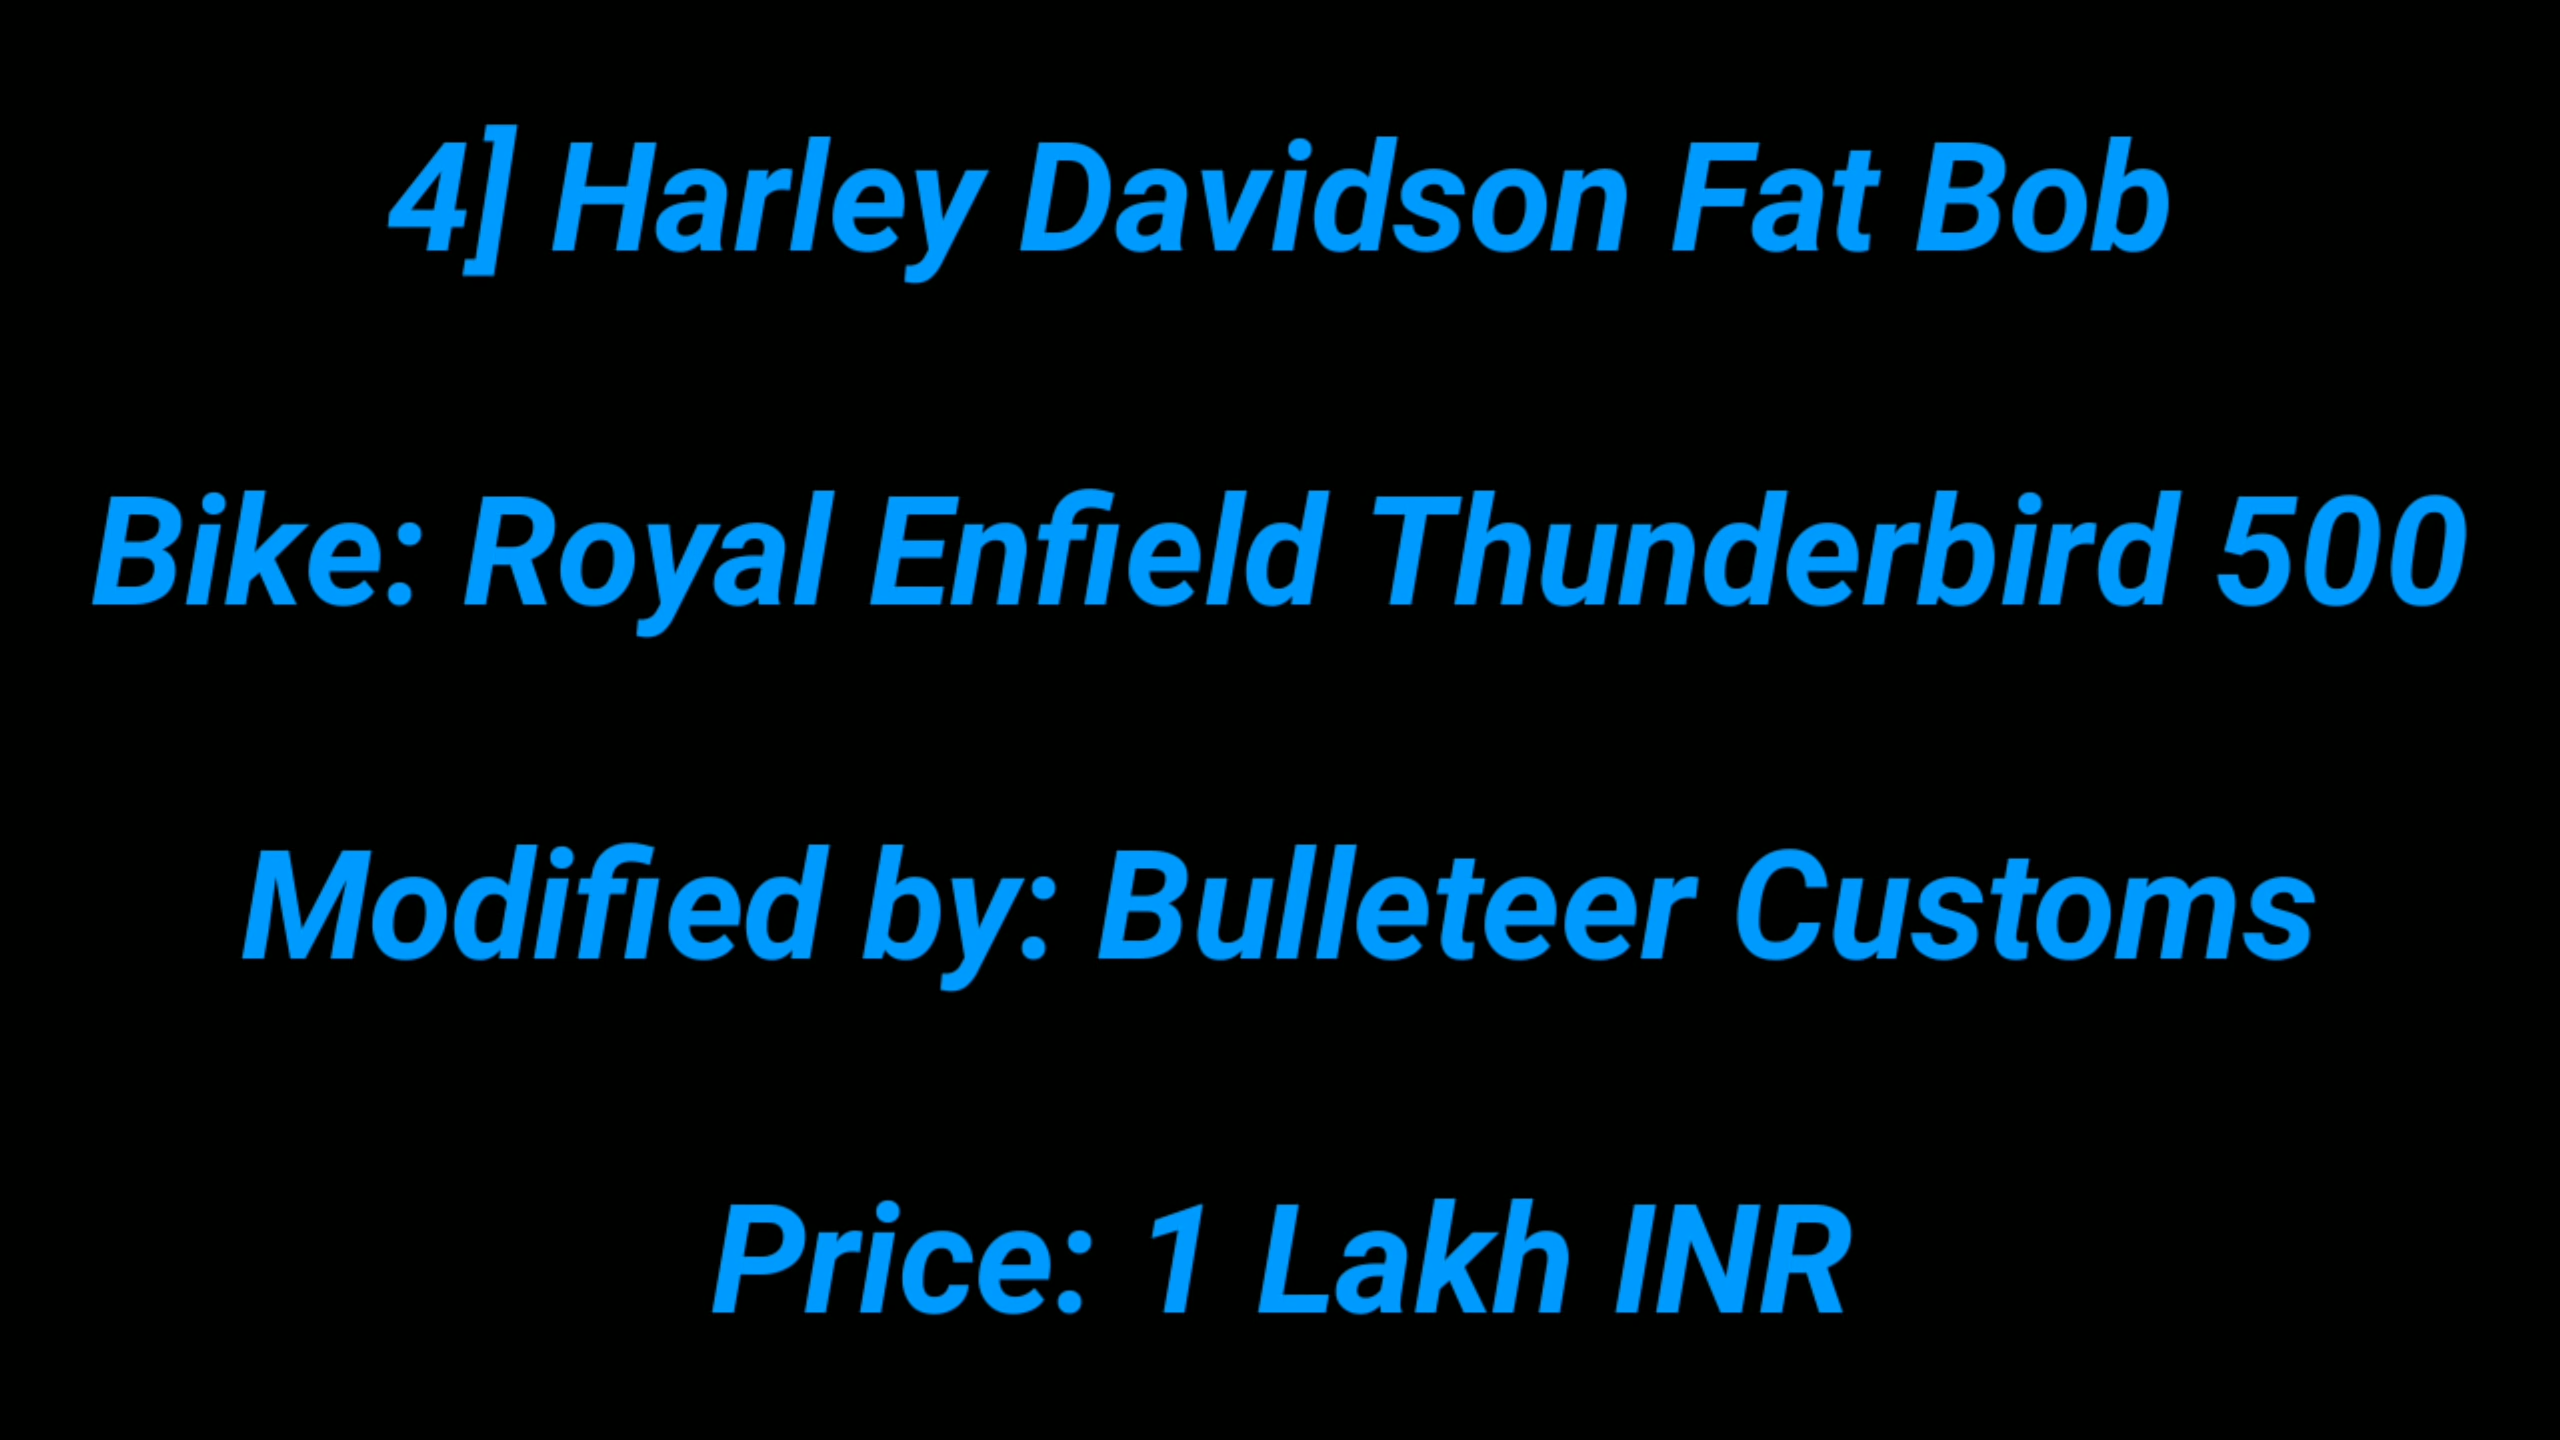 4] Harley Davidson Fat Bob
Bike: Royal Enfield Thunderbird 500
Modified by: Bulleteer Customs
Price: 1 Lakh INR